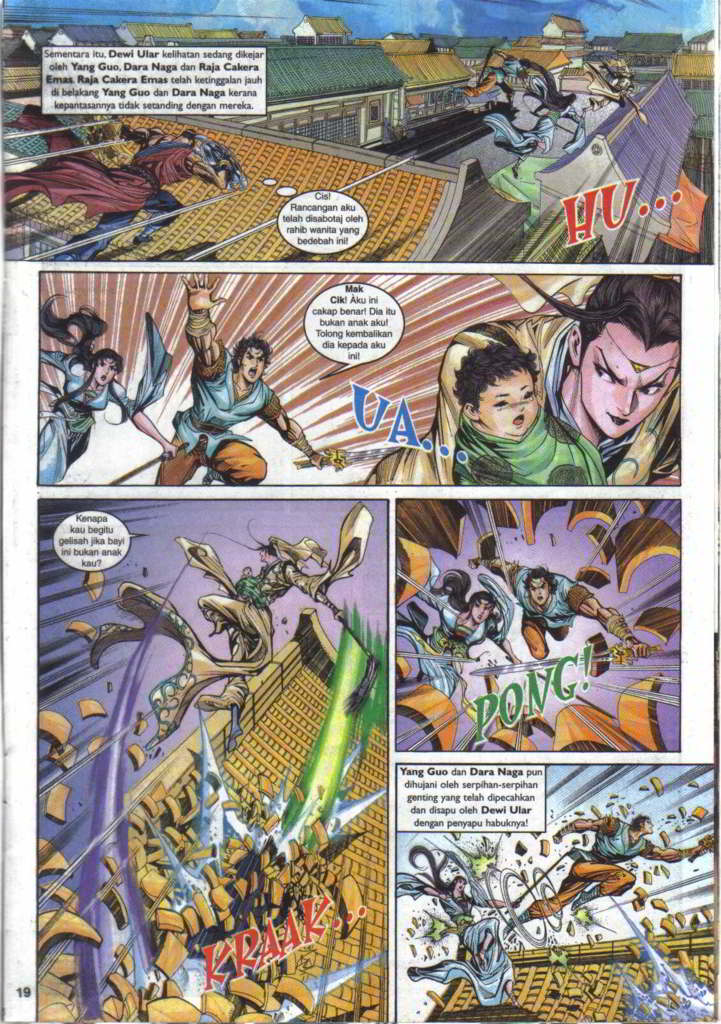 Sementara itu, Dewi Ular kelihatan sedang dikejar
oleh Yang Guo, Dara Naga dan Raja Cakera
Emas. Raja Cakera Emas telah ketinggalan jauh
di belakang Yang Guo dan Dara Naga kerana
kepantasannya tidak setanding dengan mereka.
Cis!
Rancangan aku
telah disabotaj oleh
rahib wanita yang
bedebah ini!
HU...
Mak
Cik! Aku ini
cakap benar! Dia itu
bukan anak aku!
Tolong kembalikan
dia kepada aku
ini!
UA...
Kenapa
kau begitu
gelisah jika bayi
ini bukan anak
kau?
KRAAK...
PONG!
Yang Guo dan Dara Naga pun
dihujani oleh serpihan-serpihan
genting yang telah dipecahkan
dan disapu oleh Dewi Ular
dengan penyapu habuknya!
19